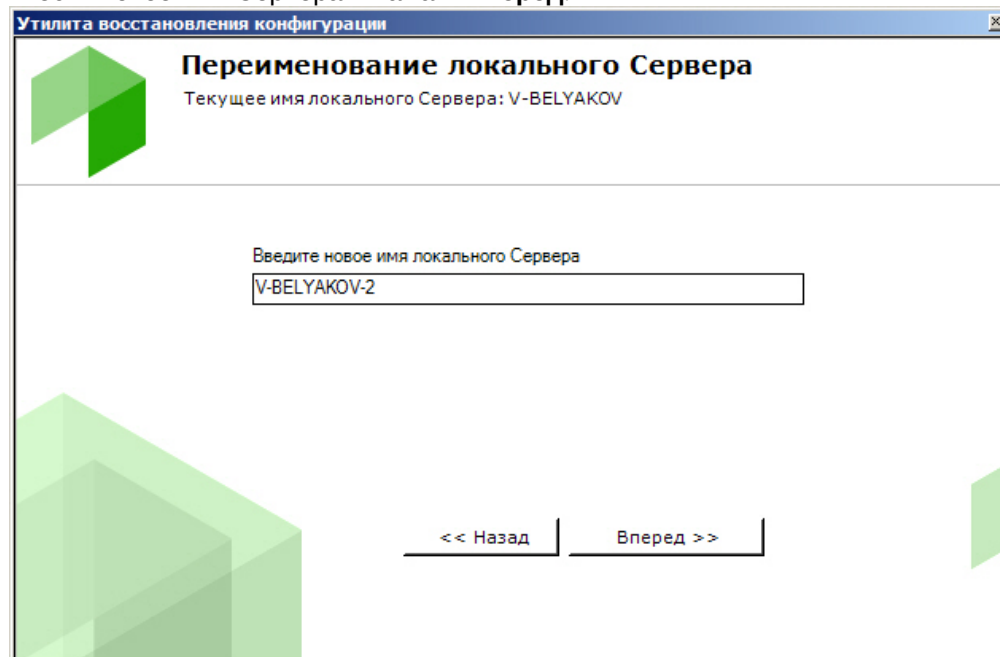 Утилита восстановления конфигурации
Переименование локального Сервера
Текущее имя локального Сервера: V-BELYAKOV
Введите новое имя локального Сервера
V-BELYAKOV-2
<< Назад
Вперед >>